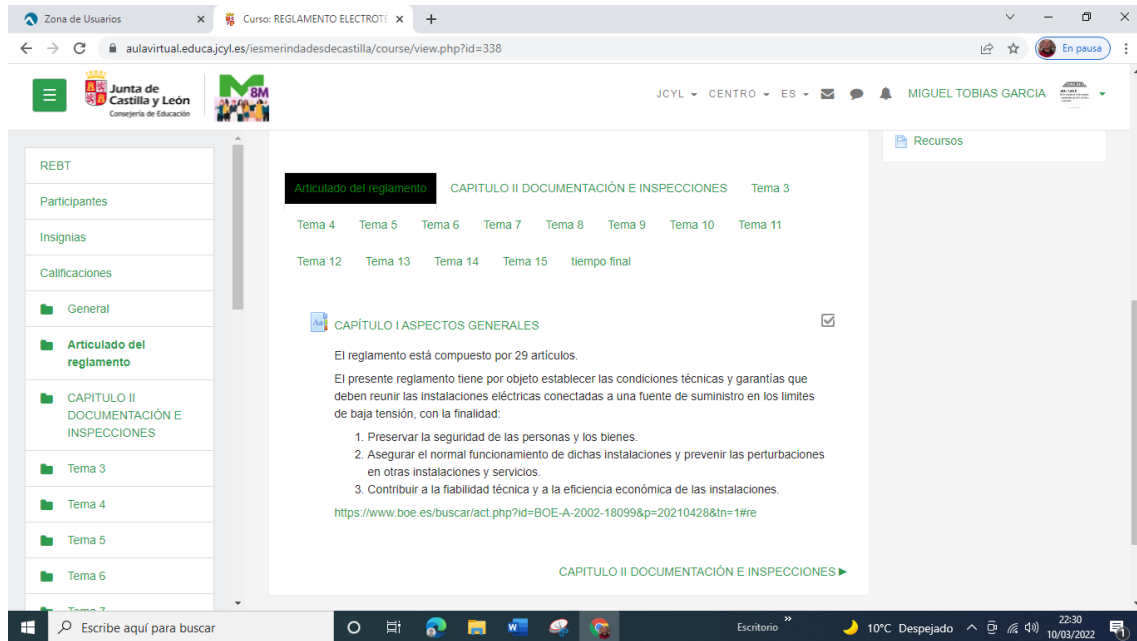 Zona de Usuarios
Curso: REGLAMENTO ELECTROTÉ
aulavirtual.educa.jcyl.es/iesmerindadesdecastilla/course/view.php?id=338
En pausa
Junta de
Castilla y León
Consejería de Educación
8M
JCYL
CENTRO
ES
MIGUEL TOBIAS GARCIA
REBT
Participantes
Insignias
Calificaciones
General
Articulado del
reglamento
CAPITULO II
DOCUMENTACIÓN E
INSPECCIONES
Tema 3
Tema 4
Tema 5
Tema 6
Tema 7
Recursos
Articulado del reglamento CAPITULO II DOCUMENTACIÓN E INSPECCIONES Tema 3
Tema 4 Tema 5 Tema 6 Tema 7 Tema 8 Tema 9 Tema 10 Tema 11
Tema 12 Tema 13 Tema 14 Tema 15 tiempo final
CAPÍTULO I ASPECTOS GENERALES
El reglamento está compuesto por 29 artículos.
El presente reglamento tiene por objeto establecer las condiciones técnicas y garantías que
deben reunir las instalaciones eléctricas conectadas a una fuente de suministro en los limites
de baja tensión, con la finalidad:
1. Preservar la seguridad de las personas y los bienes.
2. Asegurar el normal funcionamiento de dichas instalaciones y prevenir las perturbaciones
en otras instalaciones y servicios.
3. Contribuir a la fiabilidad técnica y a la eficiencia económica de las instalaciones.
https://www.boe.es/buscar/act.php?id=BOE-A-2002-18099&p=20210428&tn=1#re
CAPITULO II DOCUMENTACIÓN E INSPECCIONES ►
Escribe aquí para buscar
Escritorio
10°C Despejado
22:30
10/03/2022
1